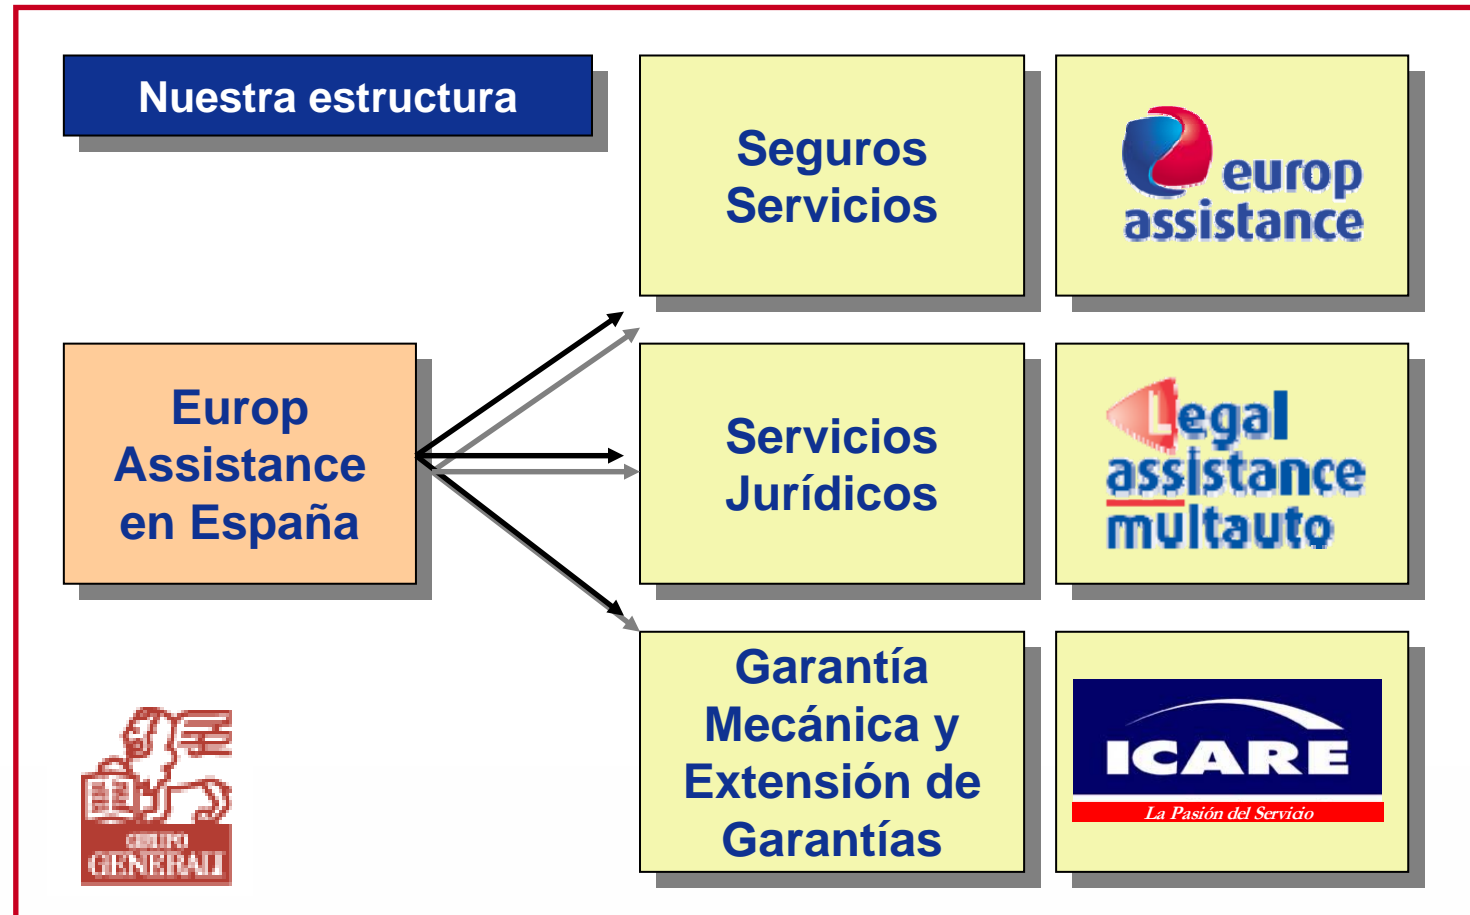 Nuestra estructura
Seguros
Servicios
europ
assistance
Europ
Assistance
en España
Servicios
Jurídicos
Legal
assistance
multauto
Garantía
Mecánica y
Extensión de
Garantías
ICARE
La Pasión del Servicio
GRUPO
GENERALI